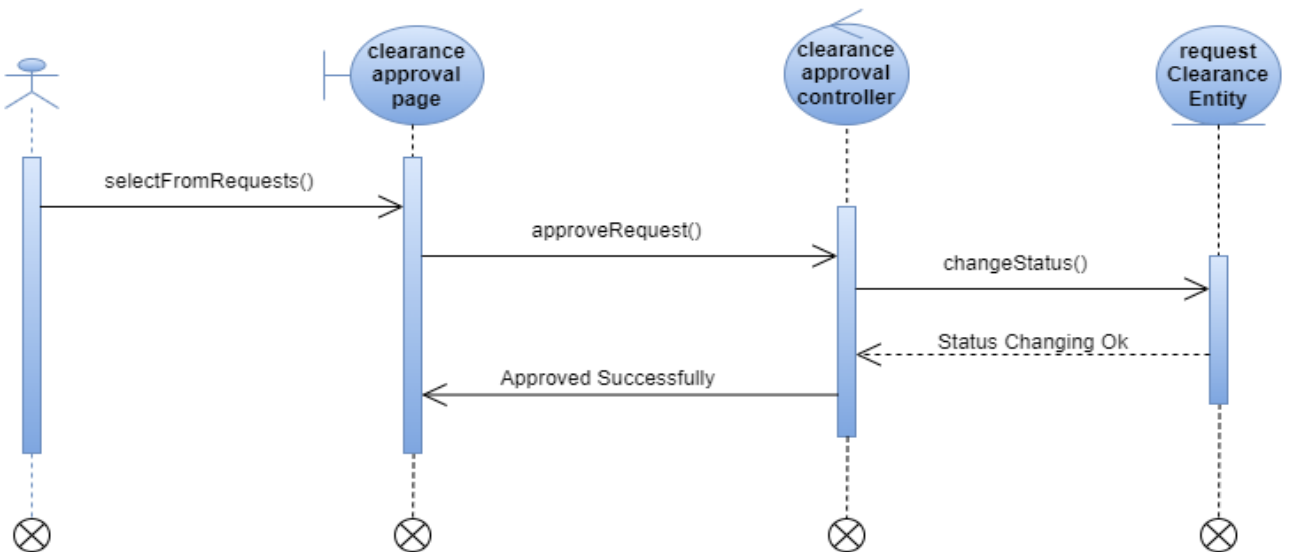 clearance
approval
page
clearance
approval
controller
request
Clearance
Entity
selectFromRequests()
approveRequest()
changeStatus()
Status Changing Ok
Approved Successfully